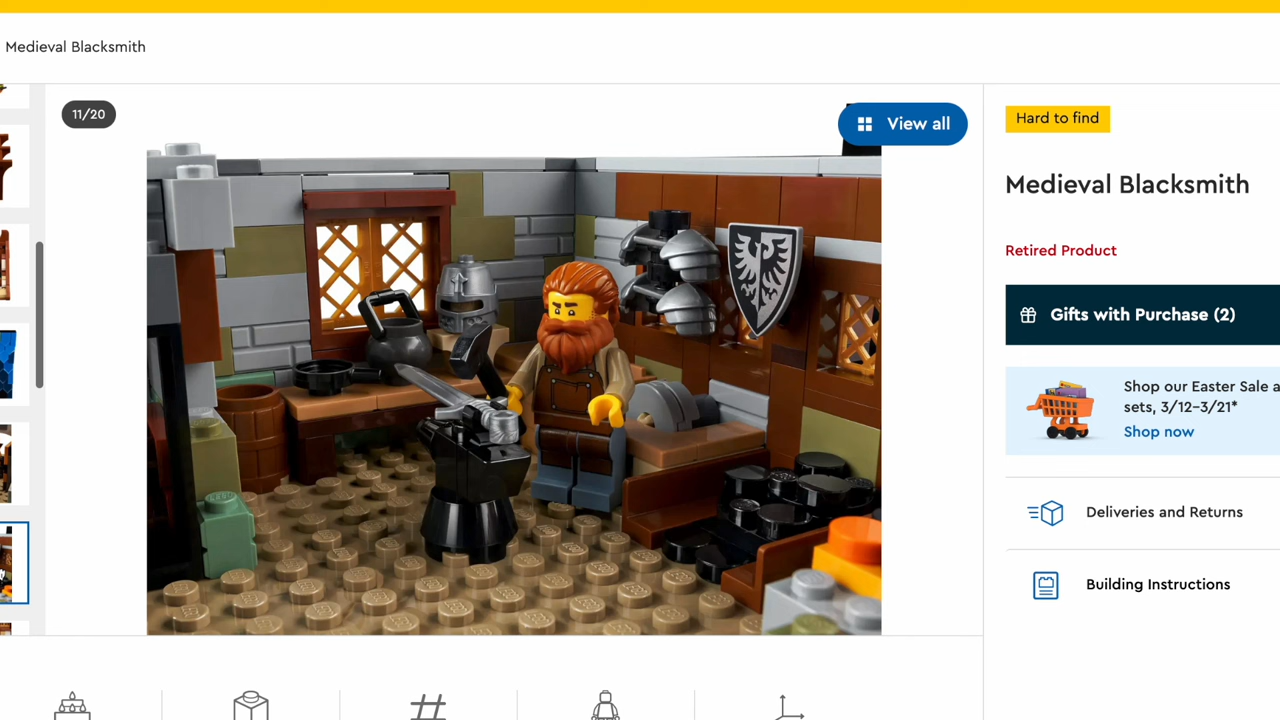 Medieval Blacksmith
11/20
View all
Hard to find
Medieval Blacksmith
Retired Product
Gifts with Purchase (2)
Shop our Easter Sale a
sets, 3/12–3/21*
Shop now
Deliveries and Returns
Building Instructions